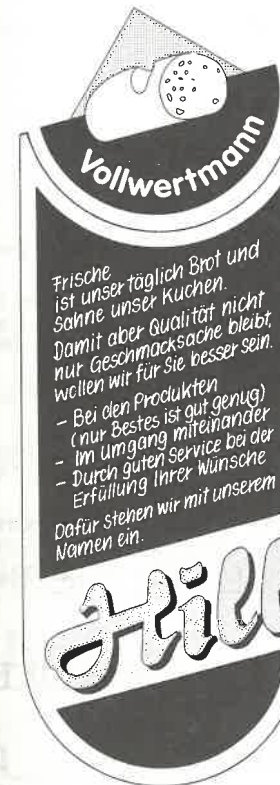 Vollwertmann
Frische
ist unser täglich Brot und
Sahne unser Kuchen.
Damit aber Qualität nicht
nur Geschmacksache bleibt,
wollen wir für Sie besser sein.
- Bei den Produkten
(nur Bestes ist gut genug)
- Im Umgang miteinander
- Durch guten Service bei der
Erfüllung Ihrer Wünsche
Dafür stehen wir mit unserem
Namen ein.